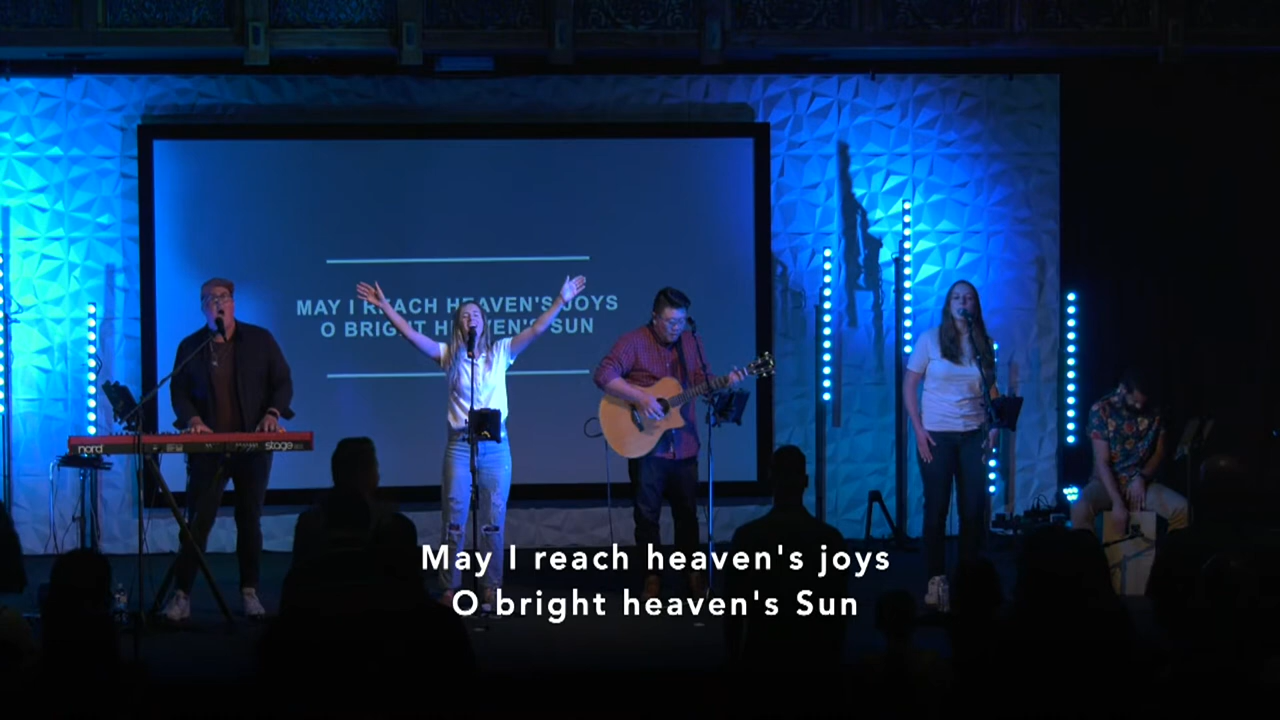 MAY I REACH HEAVEN'S JOYS
O BRIGHT HEAVEN'S SUN
nord
stage
May I reach heaven's joys
O bright heaven's Sun